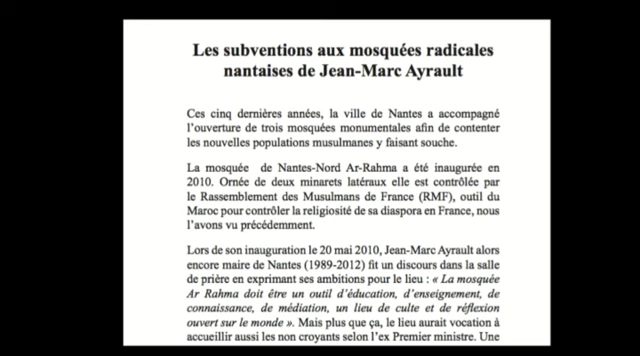 Les subventions aux mosquées radicales
nantaises de Jean-Marc Ayrault
Ces cinq dernières années, la ville de Nantes a accompagné
l'ouverture de trois mosquées monumentales afin de contenter
les nouvelles populations musulmanes y faisant souche.
La mosquée de Nantes-Nord Ar-Rahma a été inaugurée en
2010. Ornée de deux minarets latéraux elle est contrôlée par
le Rassemblement des Musulmans de France (RMF), outil du
Maroc pour contrôler la religiosité de sa diaspora en France, nous
l'avons vu précédemment.
Lors de son inauguration le 20 mai 2010, Jean-Marc Ayrault alors
encore maire de Nantes (1989-2012) fit un discours dans la salle
de prière en exprimant ses ambitions pour le lieu : « La mosquée
Ar Rahma doit être un outil d'éducation, d'enseignement, de
connaissance, de médiation, un lieu de culte et de réflexion
ouvert sur le monde ». Mais plus que ça, le lieu aurait vocation à
accueillir aussi les non croyants selon l'ex Premier ministre. Une